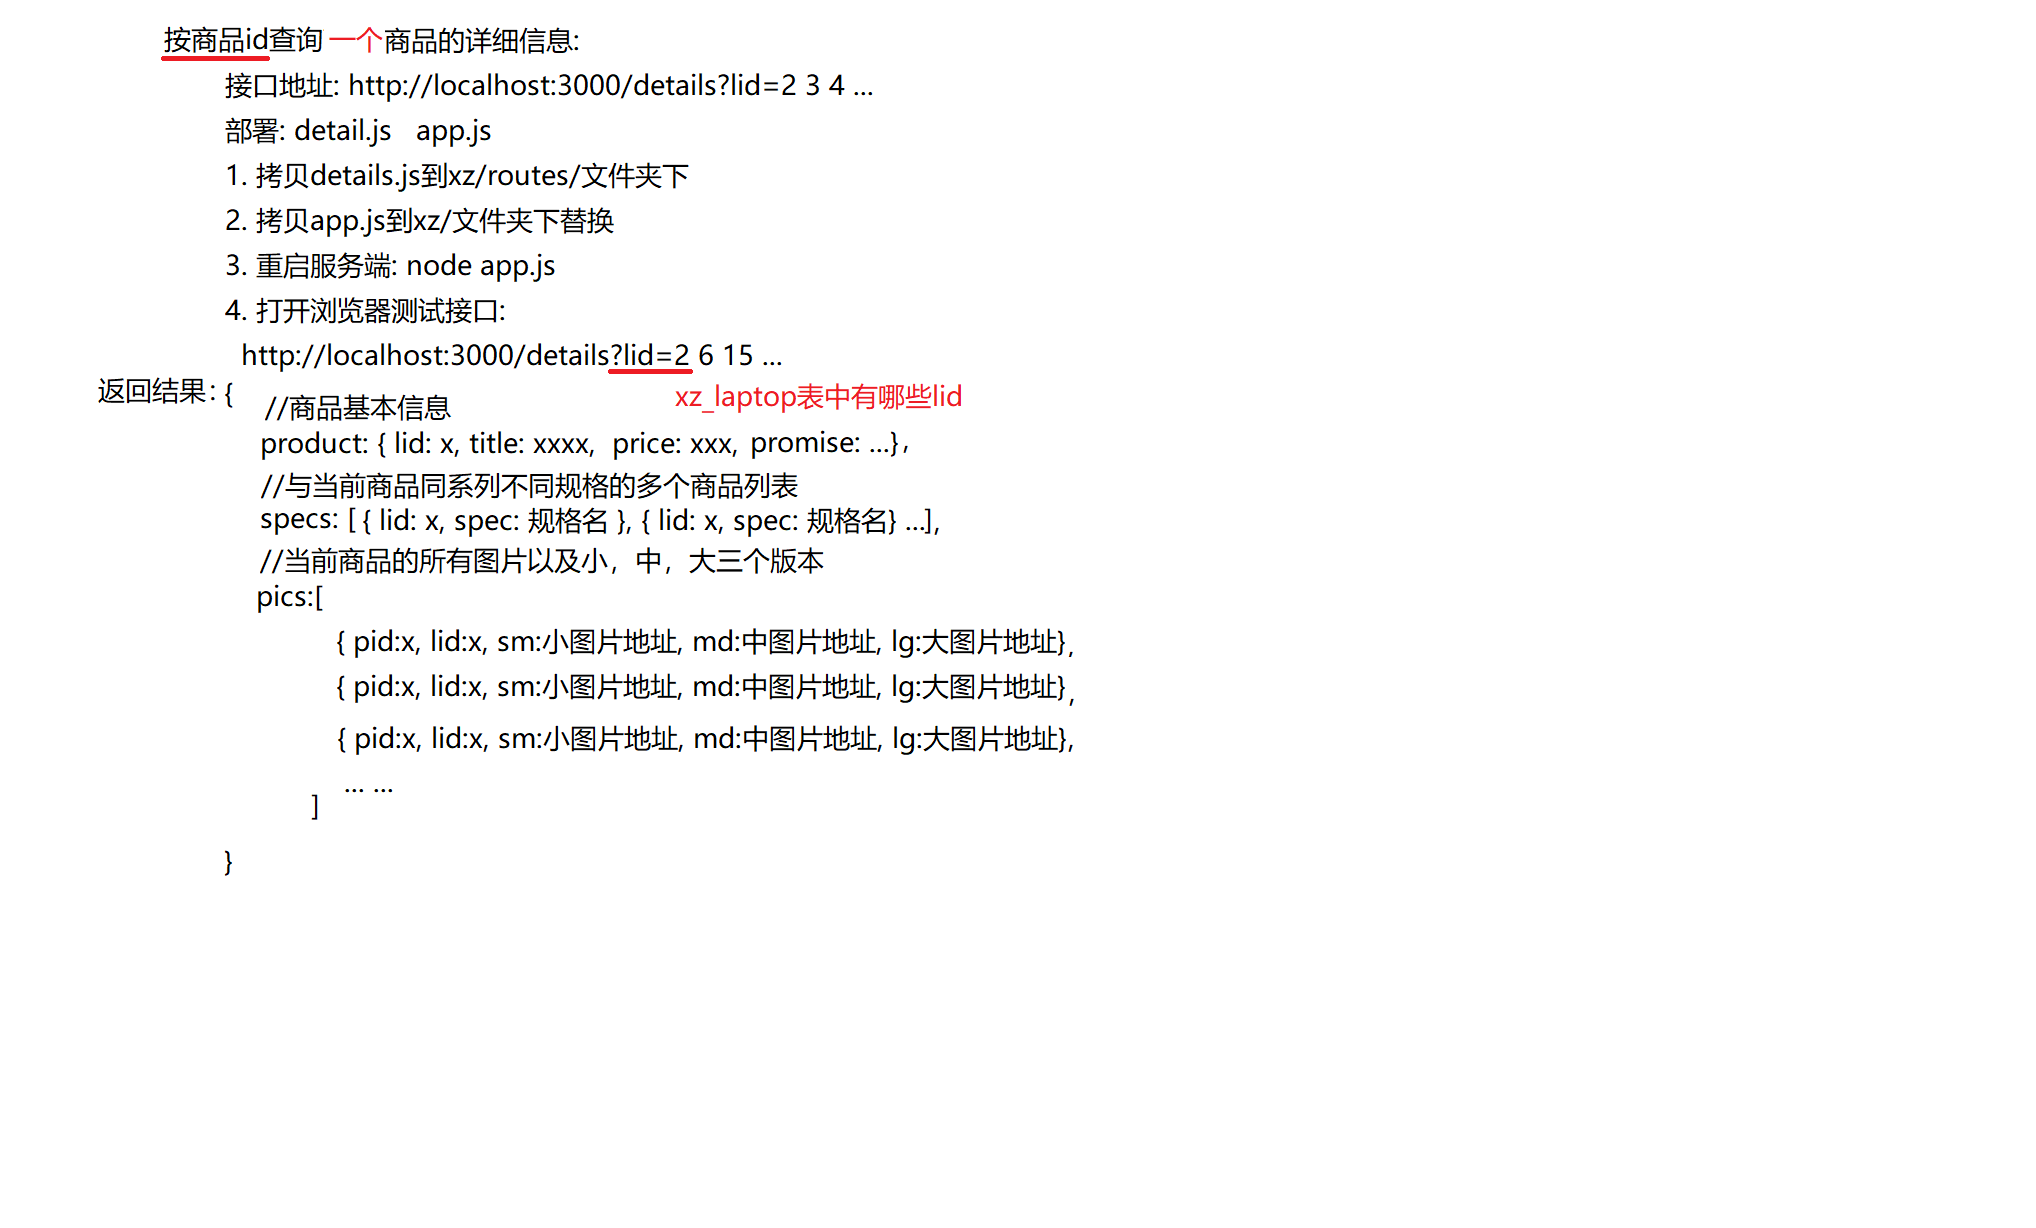 按商品id查询 一个商品的详细信息:
接口地址: http://localhost:3000/details?lid=2 3 4 ...
部署: detail.js app.js
1. 拷贝details.js到xz/routes/文件夹下
2. 拷贝app.js到xz/文件夹下替换
3. 重启服务端: node app.js
4. 打开浏览器测试接口:
http://localhost:3000/details?lid=2 6 15 ...
返回结果: {
xz_laptop表中有哪些lid
//商品基本信息
product: { lid: x, title: xxxx, price: xxx, promise: ...},
//与当前商品同系列不同规格的多个商品列表
specs: [ { lid: x, spec: 规格名 }, { lid: x, spec: 规格名} ...],
//当前商品的所有图片以及小，中，大三个版本
pics:[
{ pid:x, lid:x, sm:小图片地址, md:中图片地址, lg:大图片地址},
{ pid:x, lid:x, sm:小图片地址, md:中图片地址, lg:大图片地址},
{ pid:x, lid:x, sm:小图片地址, md:中图片地址, lg:大图片地址},
... ...
]
}